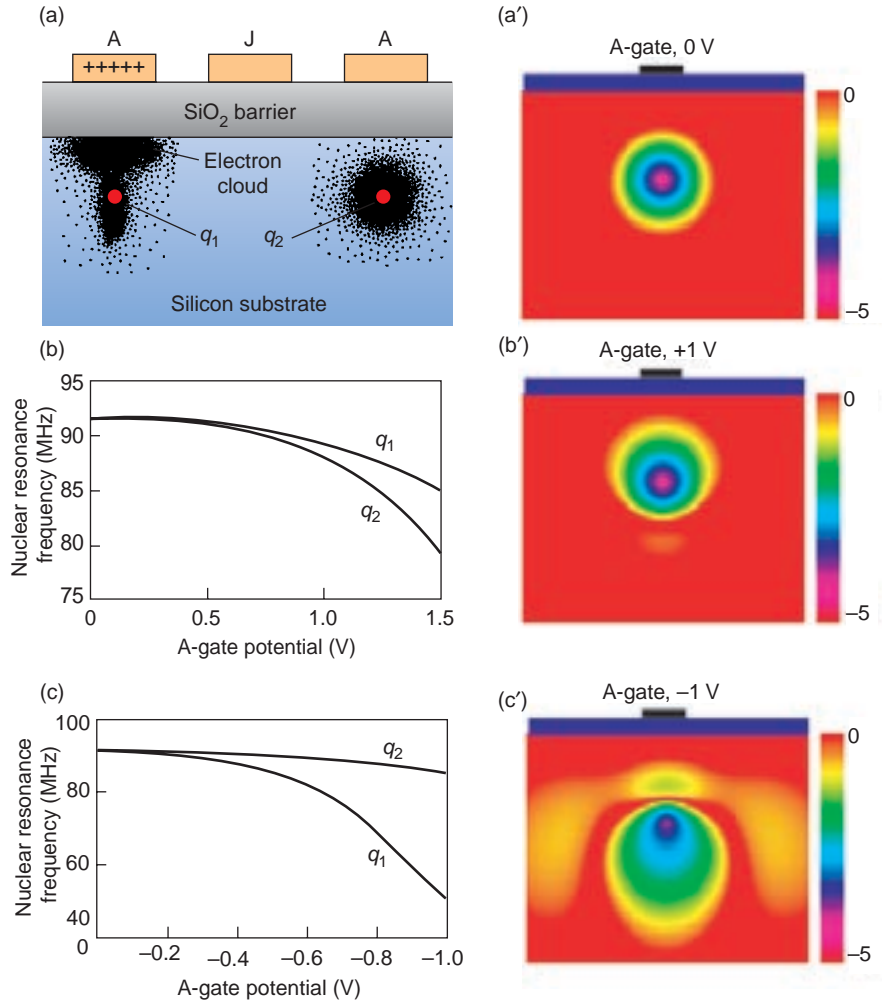 (a)
A J A
+++++
SiO2 barrier
Electron
cloud
q1 q2
Silicon substrate
(a′)
A-gate, 0 V
0
–5
(b)
95
90
85
80
75
0 0.5 1.0 1.5
Nuclear resonance
frequency (MHz)
q1
q2
A-gate potential (V)
(b′)
A-gate, +1 V
0
–5
(c)
100
80
60
40
0
–0.2 –0.4 –0.6 –0.8 –1.0
Nuclear resonance
frequency (MHz)
q2
q1
A-gate potential (V)
(c′)
A-gate, –1 V
0
–5